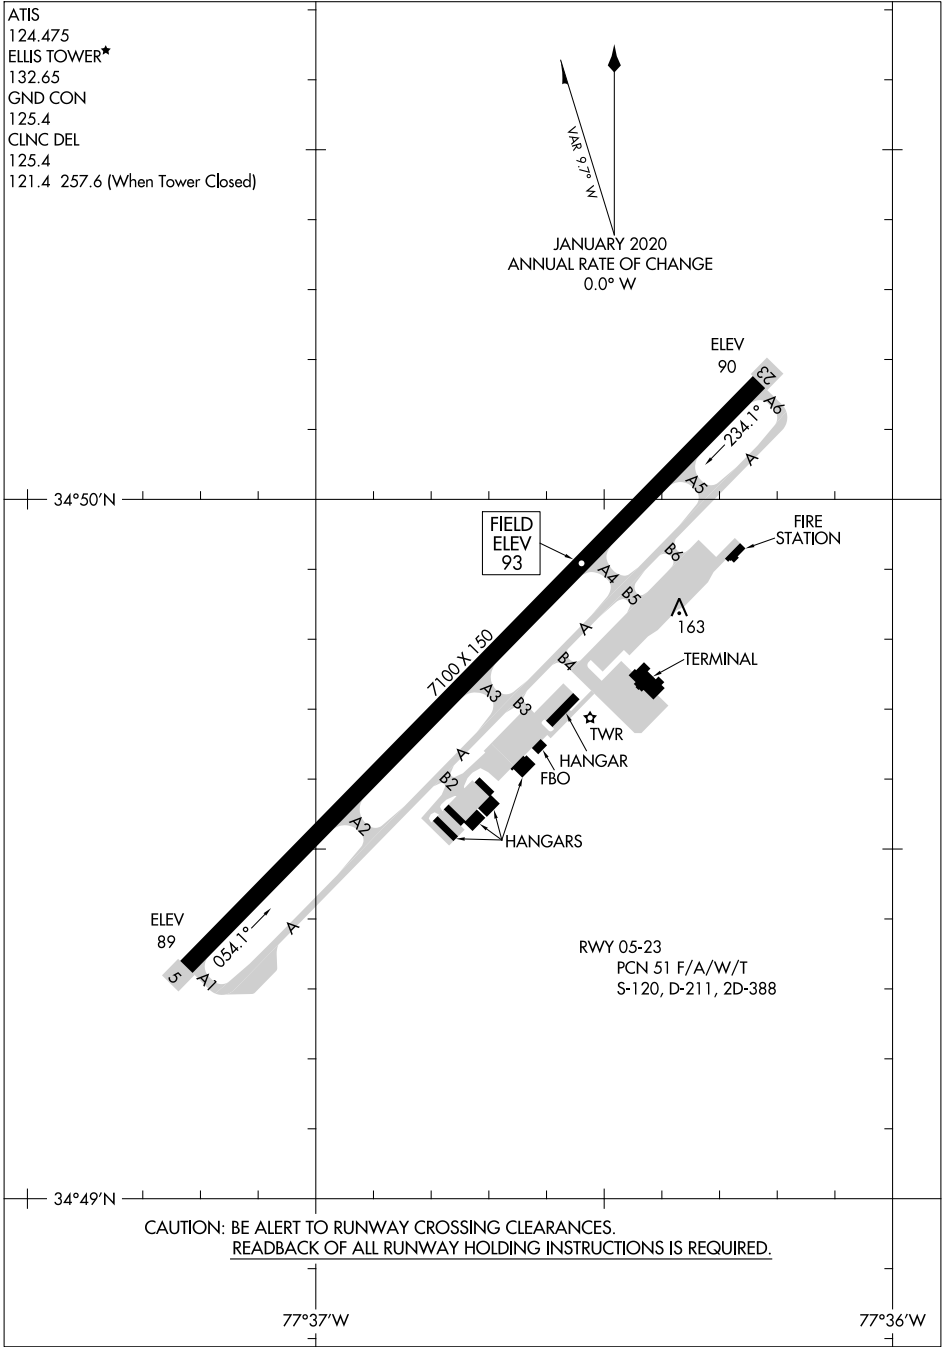 ATIS
124.475
ELLIS TOWER★
132.65
GND CON
125.4
CLNC DEL
125.4
121.4 257.6 (When Tower Closed)
VAR 9.7° W
JANUARY 2020
ANNUAL RATE OF CHANGE
0.0° W
ELEV
90
23
A6
234.1°
A
A5
34°50'N
FIELD
ELEV
93
FIRE
STATION
B6
A4
B5
163
A
7100 X 150
B4
TERMINAL
A3
B3
TWR
A
HANGAR
B2
FBO
A2
HANGARS
ELEV
89
054.1°
A
5
A1
RWY 05-23
PCN 51 F/A/W/T
S-120, D-211, 2D-388
34°49'N
CAUTION: BE ALERT TO RUNWAY CROSSING CLEARANCES.
READBACK OF ALL RUNWAY HOLDING INSTRUCTIONS IS REQUIRED.
77°37'W
77°36'W